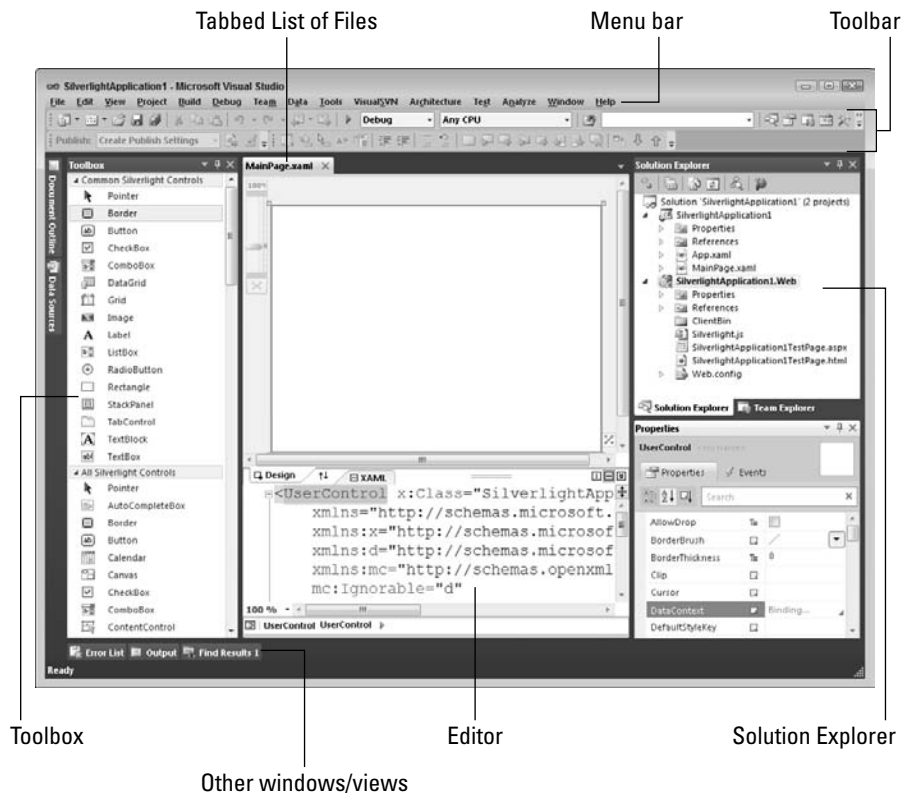 Tabbed List of Files
Menu bar
Toolbar
SilverlightApplication1 - Microsoft Visual Studio
File Edit View Project Build Debug Team Data Tools VisualSVN Architecture Test Analyze Window Help
Debug Any CPU
Publish: Create Publish Settings
Document Outline
Data Sources
Toolbox
Common Silverlight Controls
Pointer
Border
Button
CheckBox
ComboBox
DataGrid
Grid
Image
Label
ListBox
RadioButton
Rectangle
StackPanel
TabControl
TextBlock
TextBox
All Silverlight Controls
Pointer
AutoCompleteBox
Border
Button
Calendar
Canvas
CheckBox
ComboBox
ContentControl
MainPage.xaml
100%
Design XAML
<UserControl x:Class="SilverlightApp
xmlns="http://schemas.microsoft.
xmlns:x="http://schemas.microsof
xmlns:d="http://schemas.microsof
xmlns:mc="http://schemas.openxml
mc:Ignorable="d"
100 %
UserControl UserControl
Solution Explorer
Solution 'SilverlightApplication1' (2 projects)
SilverlightApplication1
Properties
References
App.xaml
MainPage.xaml
SilverlightApplication1.Web
Properties
References
ClientBin
Silverlight.js
SilverlightApplication1TestPage.aspx
SilverlightApplication1TestPage.html
Web.config
Solution Explorer Team Explorer
Properties
UserControl
Properties Events
Search
AllowDrop
BorderBrush
BorderThickness 0
Clip
Cursor
DataContext Binding...
DefaultStyleKey
Error List Output Find Results 1
Ready
Toolbox
Editor
Solution Explorer
Other windows/views